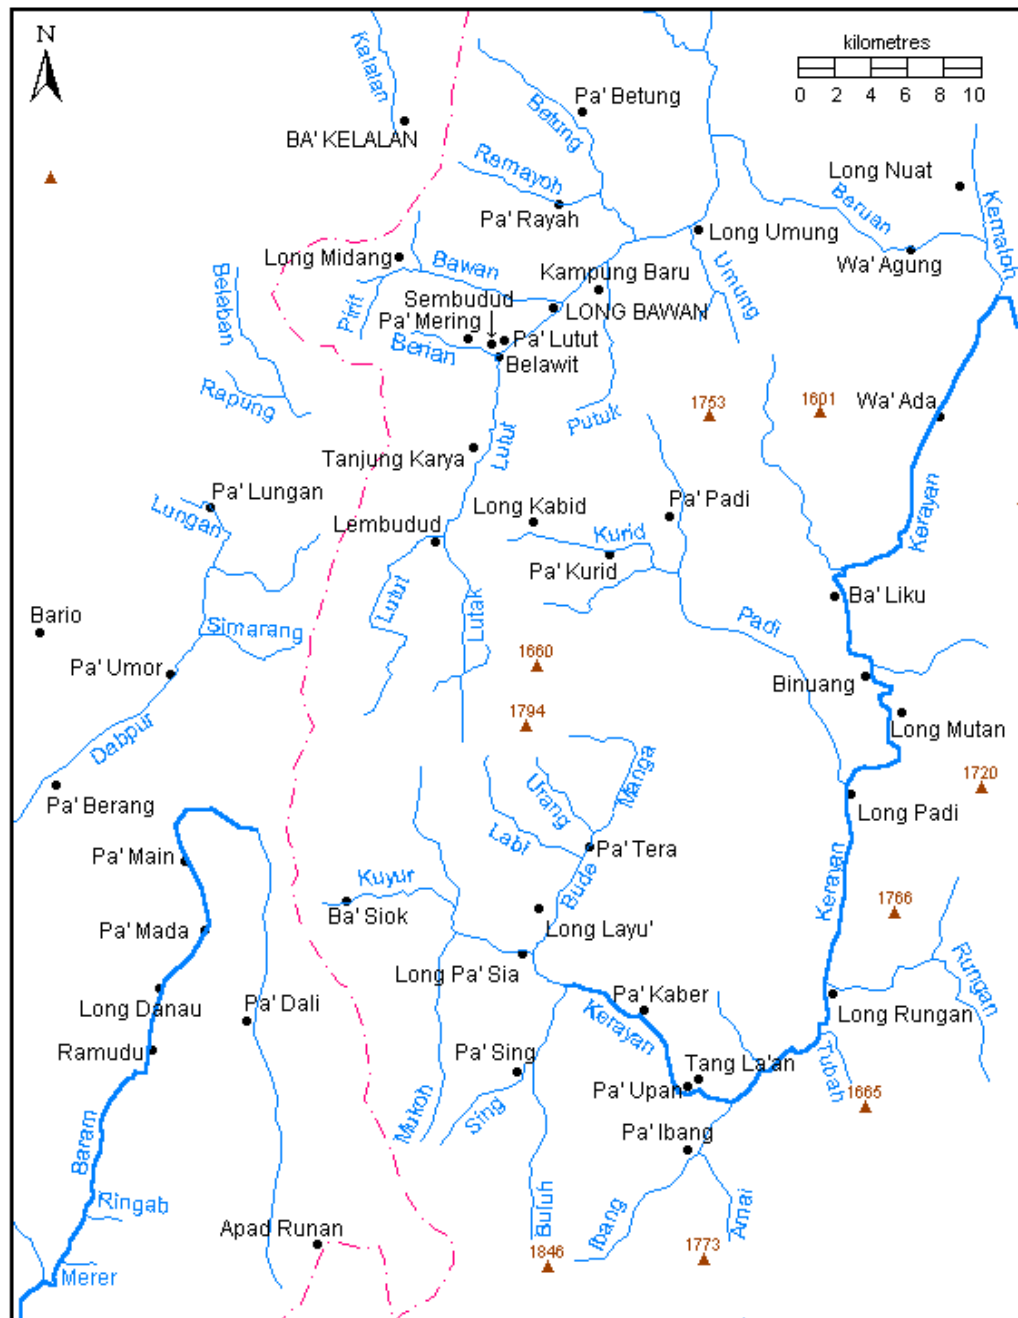 N
kilometres
0 2 4 6 8 10
Kalalan
Betung
Pa' Betung
BA' KELALAN
Remayoh
Long Nuat
Beruan
Kemaloh
Pa' Rayah
Long Umung
Wa' Agung
Long Midang
Bawan
Umung
Belaban
Pirit
Kampung Baru
Sembudud
LONG BAWAN
Pa' Mering
Pa' Lutut
Berian
Belawit
Rapung
Putuk
1753
1601
Wa' Ada
Lutut
Tanjung Karya
Kerayan
Pa' Lungan
Lungan
Long Kabid
Pa' Padi
Lembudud
Kurid
Pa' Kurid
Lutut
Lutak
Ba' Liku
Bario
Simarang
Padi
Pa' Umor
1660
Binuang
Dabpur
1794
Long Mutan
Manga
Urang
1720
Pa' Berang
Long Padi
Labi
Pa' Tera
Pa' Main
Kuyur
Bude
Kerayan
1766
Ba' Siok
Pa' Mada
Long Layu'
Long Pa' Sia
Rungan
Long Danau
Pa' Dali
Pa' Kaber
Long Rungan
Kerayan
Ramudu
Pa' Sing
Tang La'an
Tubah
Pa' Upan
1665
Mukoh
Sing
Baram
Pa' Ibang
Ringab
Bujuh
Ibang
Amai
Apad Runan
1846
1773
Merer